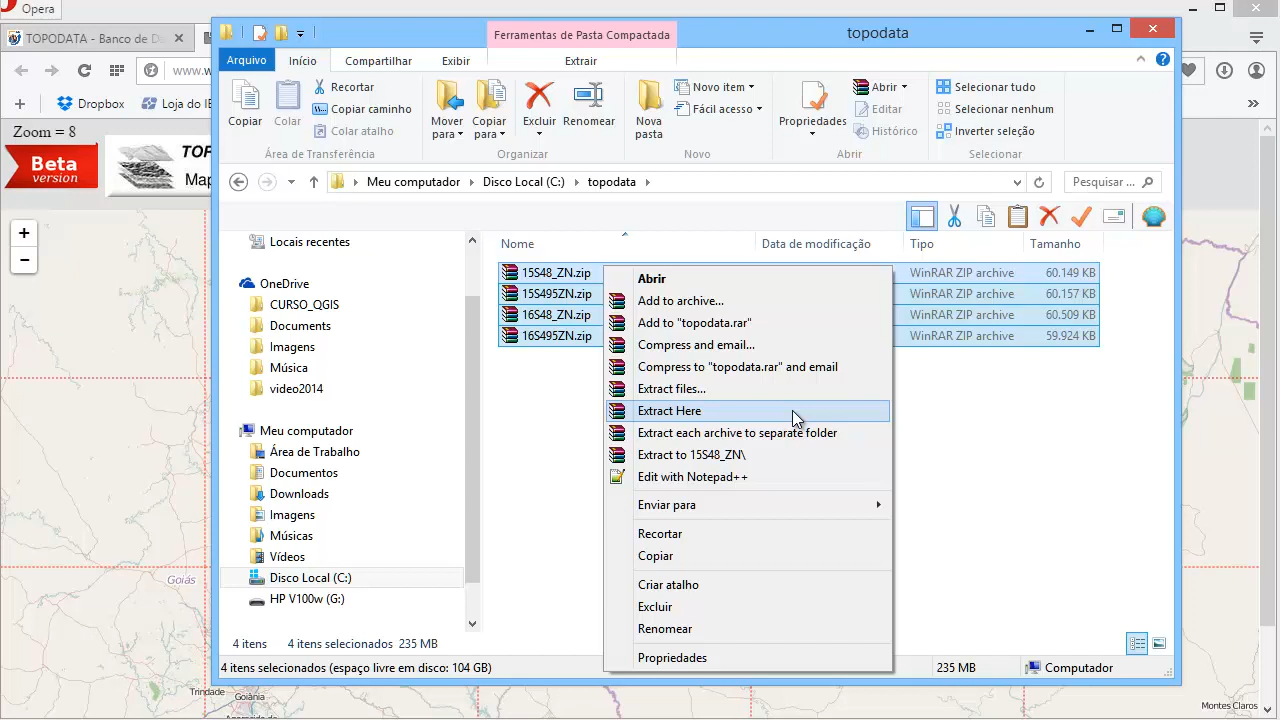 Opera
TOPODATA - Banco de D
www.w
Dropbox
Loja do IB
Zoom = 8
Beta
version
TOP
Map
+
−
Ferramentas de Pasta Compactada
topodata
Arquivo
Início
Compartilhar
Exibir
Extrair
Copiar
Colar
Recortar
Copiar caminho
Colar atalho
Mover para
Copiar para
Excluir
Renomear
Nova pasta
Novo item
Fácil acesso
Propriedades
Abrir
Editar
Histórico
Selecionar tudo
Selecionar nenhum
Inverter seleção
Área de Transferência
Organizar
Novo
Abrir
Selecionar
Meu computador
Disco Local (C:)
topodata
Pesquisar ...
Nome
Data de modificação
Tipo
Tamanho
15S48_ZN.zip
WinRAR ZIP archive
60.149 KB
15S495ZN.zip
WinRAR ZIP archive
60.157 KB
16S48_ZN.zip
WinRAR ZIP archive
60.509 KB
16S495ZN.zip
WinRAR ZIP archive
59.924 KB
Locais recentes
OneDrive
CURSO_QGIS
Documents
Imagens
Música
video2014
Meu computador
Área de Trabalho
Documentos
Downloads
Imagens
Músicas
Vídeos
Disco Local (C:)
HP V100w (G:)
Abrir
Add to archive...
Add to "topodata.rar"
Compress and email...
Compress to "topodata.rar" and email
Extract files...
Extract Here
Extract each archive to separate folder
Extract to 15S48_ZN\
Edit with Notepad++
Enviar para
Recortar
Copiar
Criar atalho
Excluir
Renomear
Propriedades
4 itens
4 itens selecionados 235 MB
4 itens selecionados (espaço livre em disco: 104 GB)
235 MB
Computador
Goiás
Trindade
Goiânia
Montes Claros